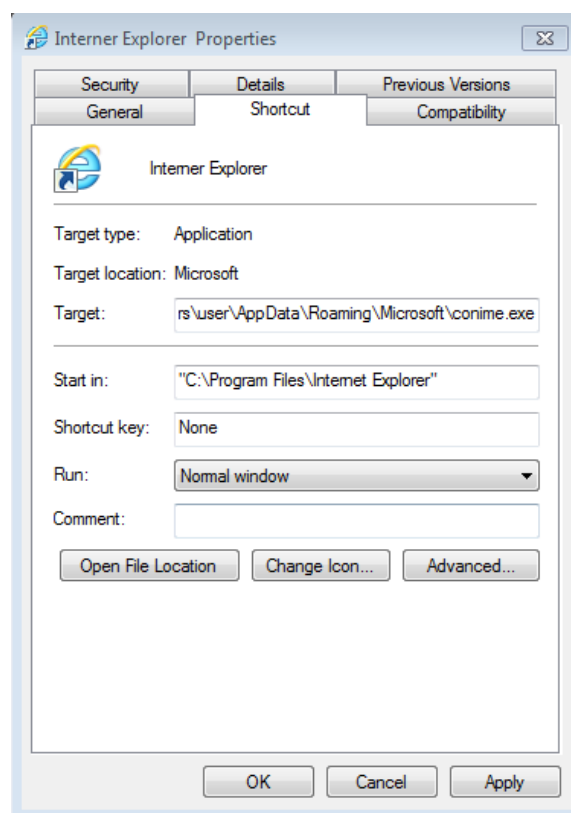 Interner Explorer Properties
Security Details Previous Versions
General Shortcut Compatibility
Interner Explorer
Target type: Application
Target location: Microsoft
Target: rs\user\AppData\Roaming\Microsoft\conime.exe
Start in: "C:\Program Files\Internet Explorer"
Shortcut key: None
Run: Normal window
Comment:
Open File Location Change Icon... Advanced...
OK Cancel Apply